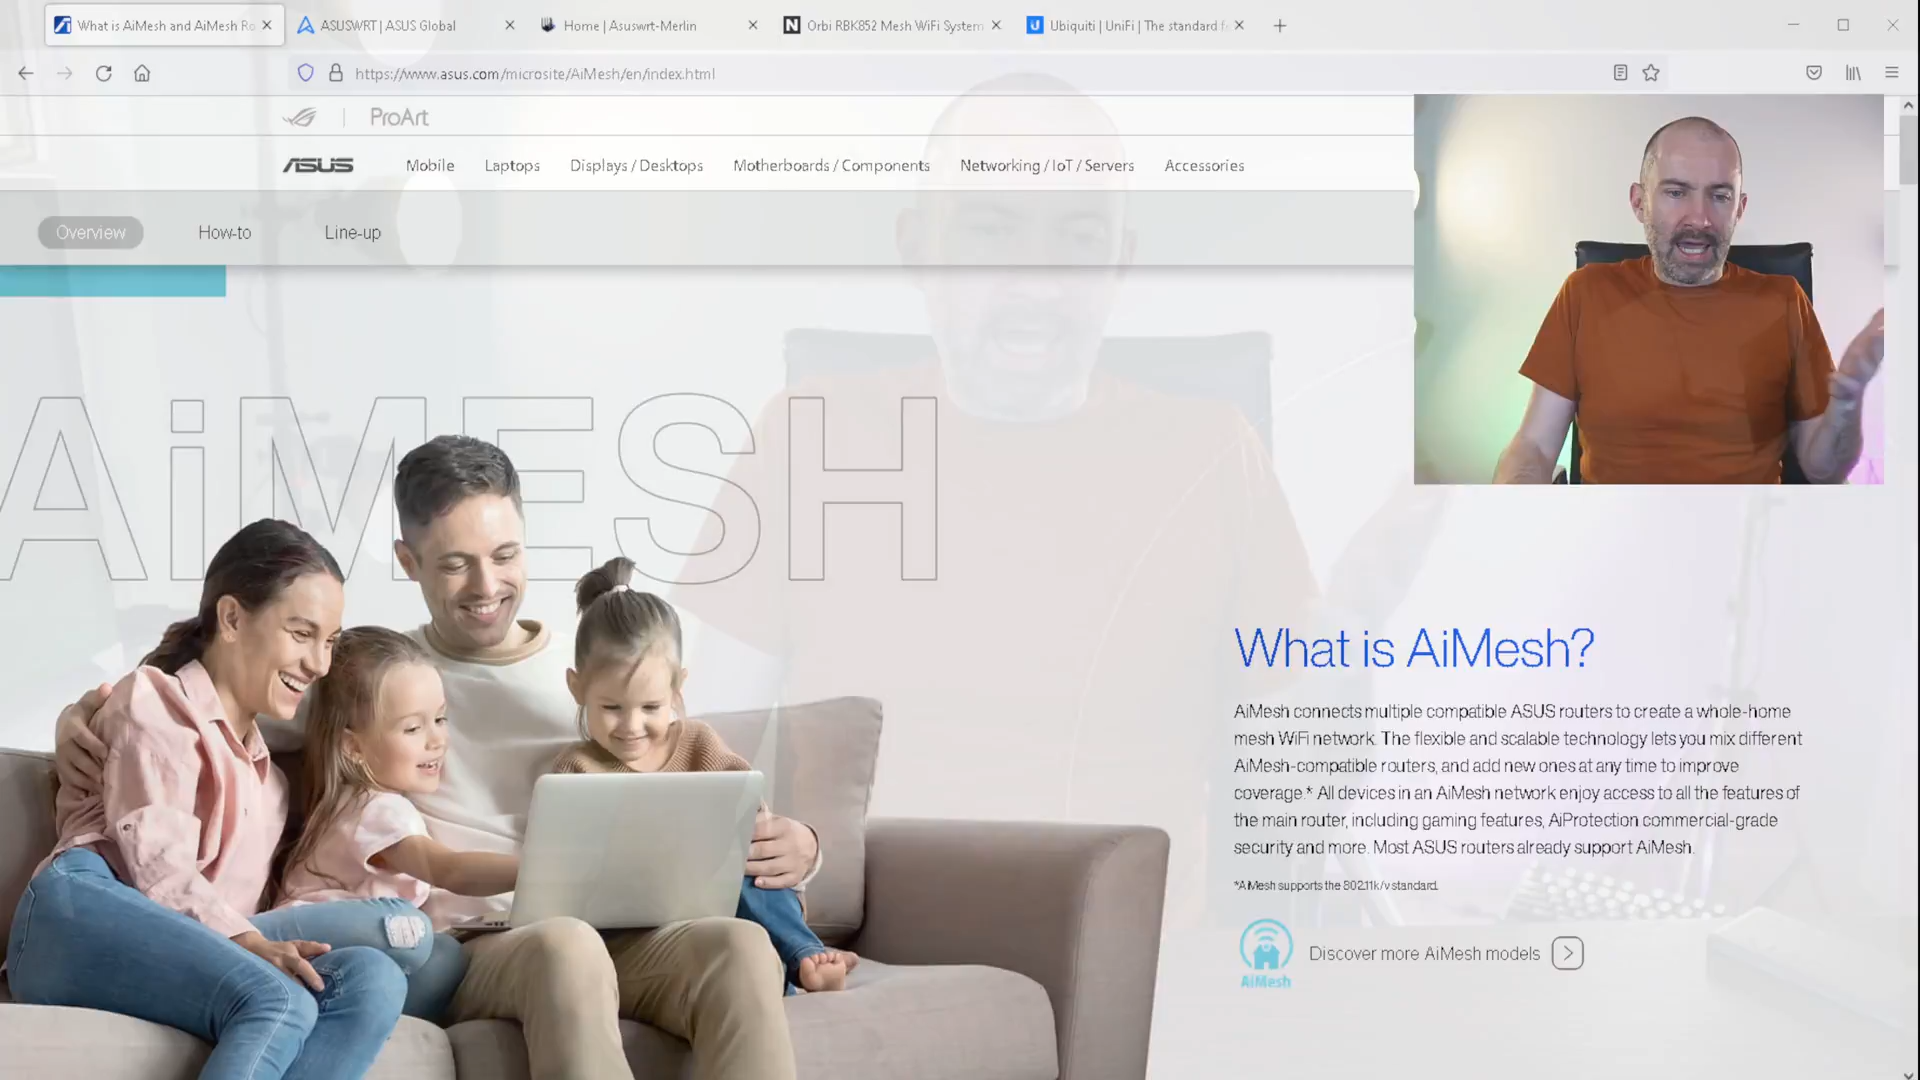 What is AiMesh and AiMesh Ro
ASUSWRT | ASUS Global
Home | Asuswrt-Merlin
Orbi RBK852 Mesh WiFi System
Ubiquiti | UniFi | The standard f
https://www.asus.com/microsite/AiMesh/en/index.html
ProArt
ASUS
Mobile
Laptops
Displays / Desktops
Motherboards / Components
Networking / IoT / Servers
Accessories
Overview
How-to
Line-up
AiMESH
What is AiMesh?
AiMesh connects multiple compatible ASUS routers to create a whole-home
mesh WiFi network. The flexible and scalable technology lets you mix different
AiMesh-compatible routers, and add new ones at any time to improve
coverage.* All devices in an AiMesh network enjoy access to all the features of
the main router, including gaming features, AiProtection commercial-grade
security and more. Most ASUS routers already support AiMesh.
*AiMesh supports the 802.11k/v standard.
AiMesh
Discover more AiMesh models